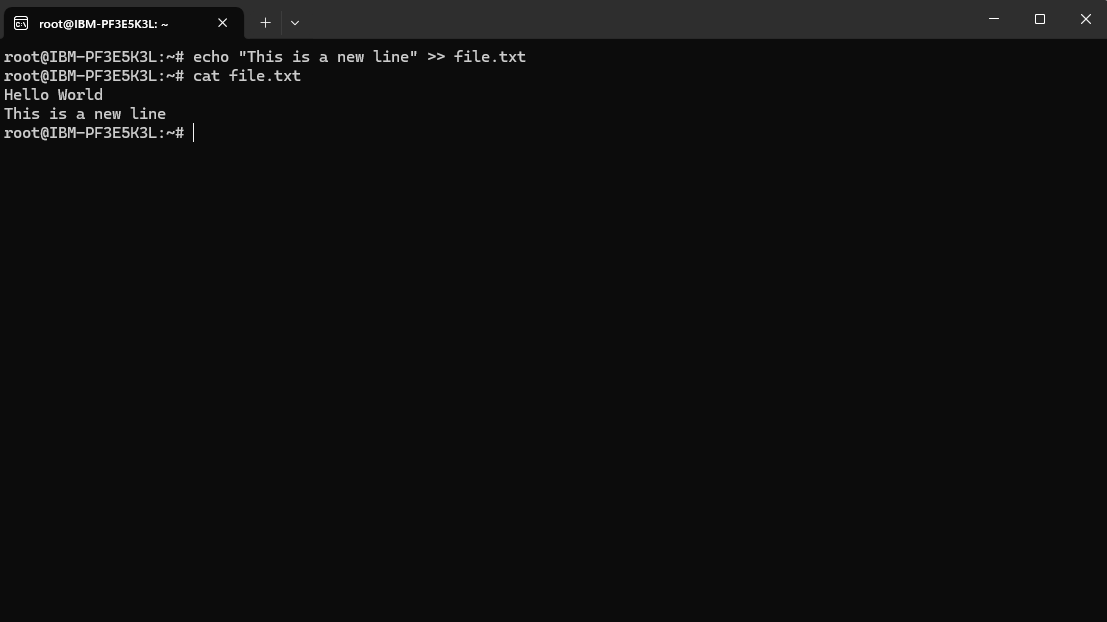 root@IBM-PF3E5K3L: ~
root@IBM-PF3E5K3L:~# echo "This is a new line" >> file.txt
root@IBM-PF3E5K3L:~# cat file.txt
Hello World
This is a new line
root@IBM-PF3E5K3L:~#